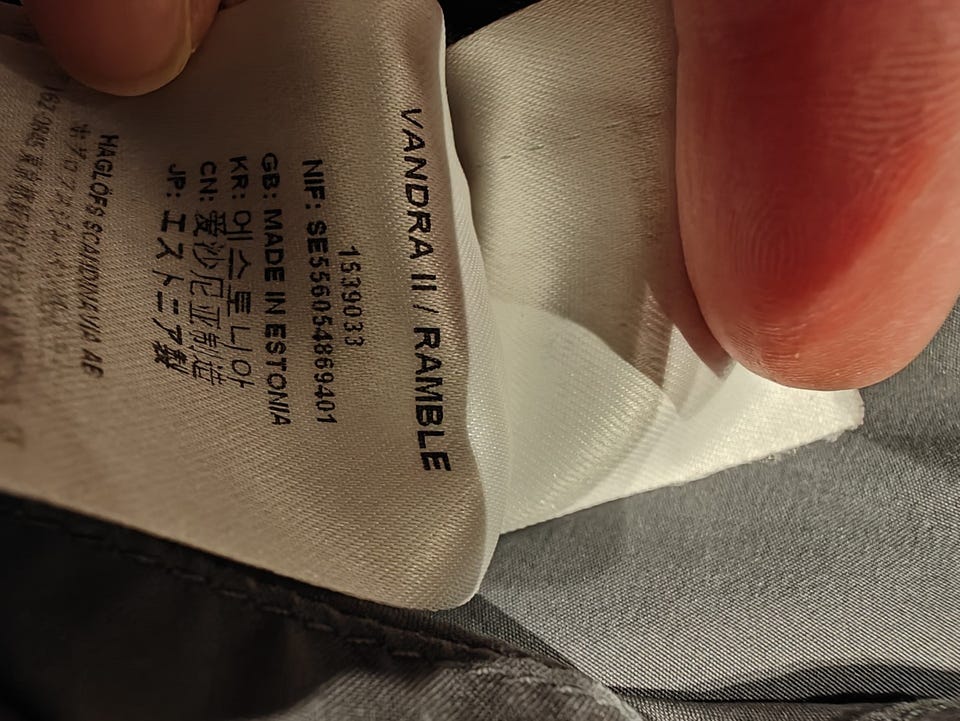 VANDRA II / RAMBLE
1539033
NIF: SE556054869401
GB: MADE IN ESTONIA
KR: 에스토니아
CN: 爱沙尼亚制造
JP: エストニア製
HAGLÖFS SCANDINAVIA AB